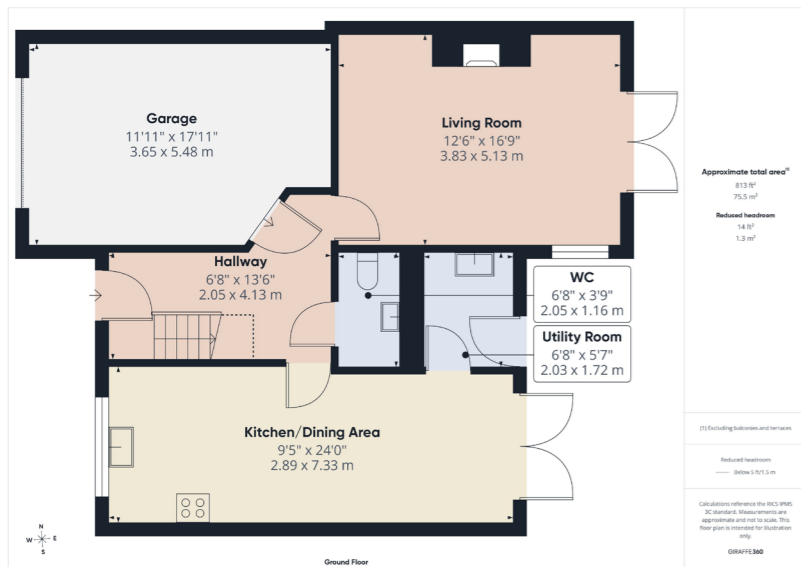 Garage
11'11" x 17'11"
3.65 x 5.48 m
Living Room
12'6" x 16'9"
3.83 x 5.13 m
Hallway
6'8" x 13'6"
2.05 x 4.13 m
WC
6'8" x 3'9"
2.05 x 1.16 m
Utility Room
6'8" x 5'7"
2.03 x 1.72 m
Kitchen/Dining Area
9'5" x 24'0"
2.89 x 7.33 m
N
W E
S
Ground Floor
Approximate total area⁽¹⁾
813 ft²
75.5 m²
Reduced headroom
14 ft²
1.3 m²
(1) Excluding balconies and terraces
Reduced headroom
Below 5 ft/1.5 m
Calculations reference the RICS IPMS
3C standard. Measurements are
approximate and not to scale. This
floor plan is intended for illustration
only.
GIRAFFE360